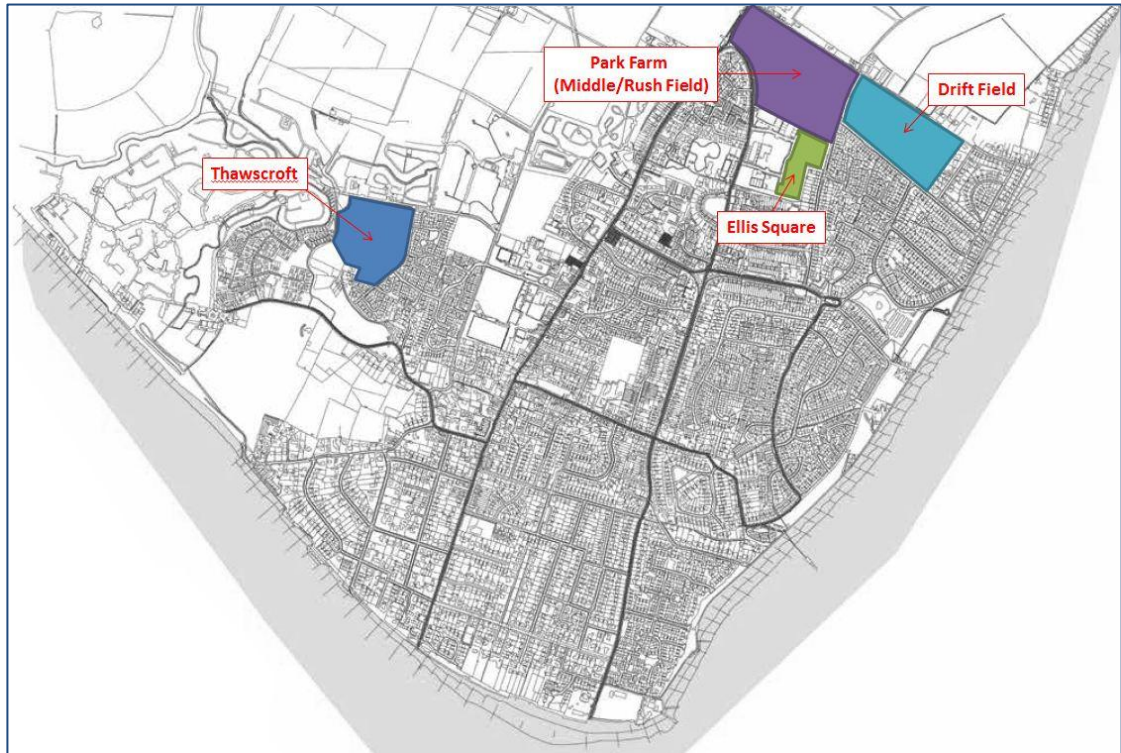 Park Farm
(Middle/Rush Field)
Drift Field
Thawscroft
Ellis Square